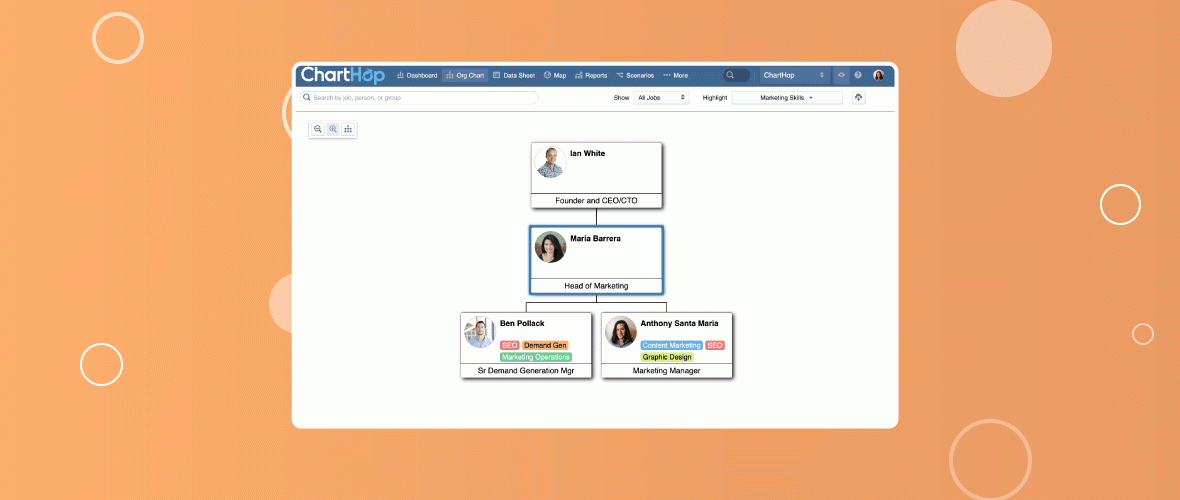 ChartHop Dashboard Org Chart Data Sheet Map Reports Scenarios More ChartHop
Search by job, person, or group Show All Jobs Highlight Marketing Skills
Ian White
Founder and CEO/CTO
Maria Barrera
Head of Marketing
Ben Pollack
SEO Demand Gen
Marketing Operations
Sr Demand Generation Mgr
Anthony Santa Maria
Content Marketing SEO
Graphic Design
Marketing Manager